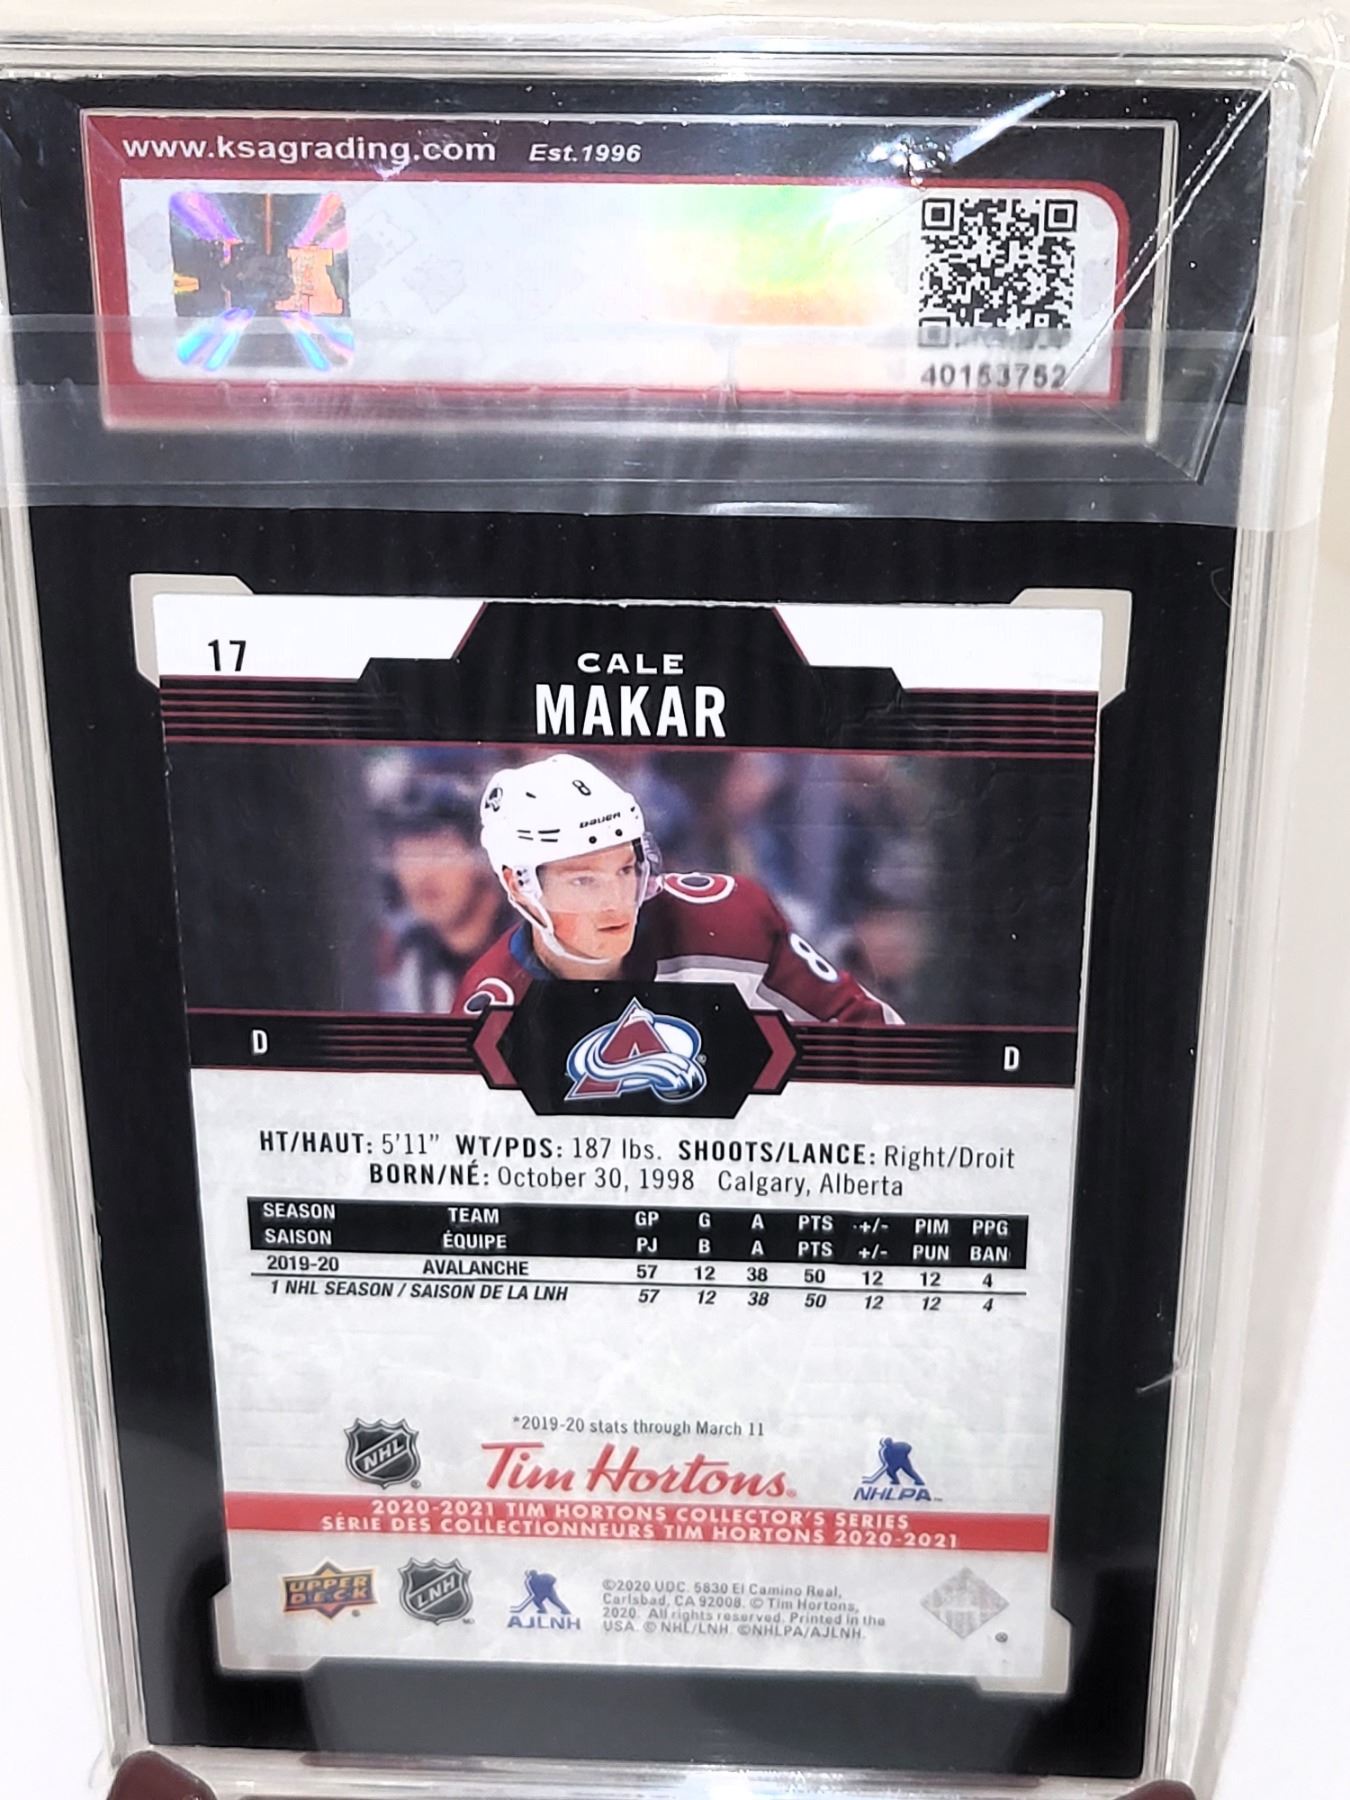 www.ksagrading.com Est.1996
40153752
17
CALE
MAKAR
8
BAUER
8
D D
HT/HAUT: 5'11" WT/PDS: 187 lbs. SHOOTS/LANCE: Right/Droit
BORN/NÉ: October 30, 1998 Calgary, Alberta
SEASON TEAM GP G A PTS +/- PIM PPG
SAISON ÉQUIPE PJ B A PTS +/- PUN BAN
2019-20 AVALANCHE 57 12 38 50 12 12 4
1 NHL SEASON / SAISON DE LA LNH 57 12 38 50 12 12 4
*2019-20 stats through March 11
NHL Tim Hortons. NHLPA
2020-2021 TIM HORTONS COLLECTOR'S SERIES
SÉRIE DES COLLECTIONNEURS TIM HORTONS 2020-2021
UPPER DECK LNH AJLNH
©2020 UDC. 5830 El Camino Real,
Carlsbad, CA 92008. © Tim Hortons,
2020. All rights reserved. Printed in the
USA. © NHL/LNH. ©NHLPA/AJLNH.